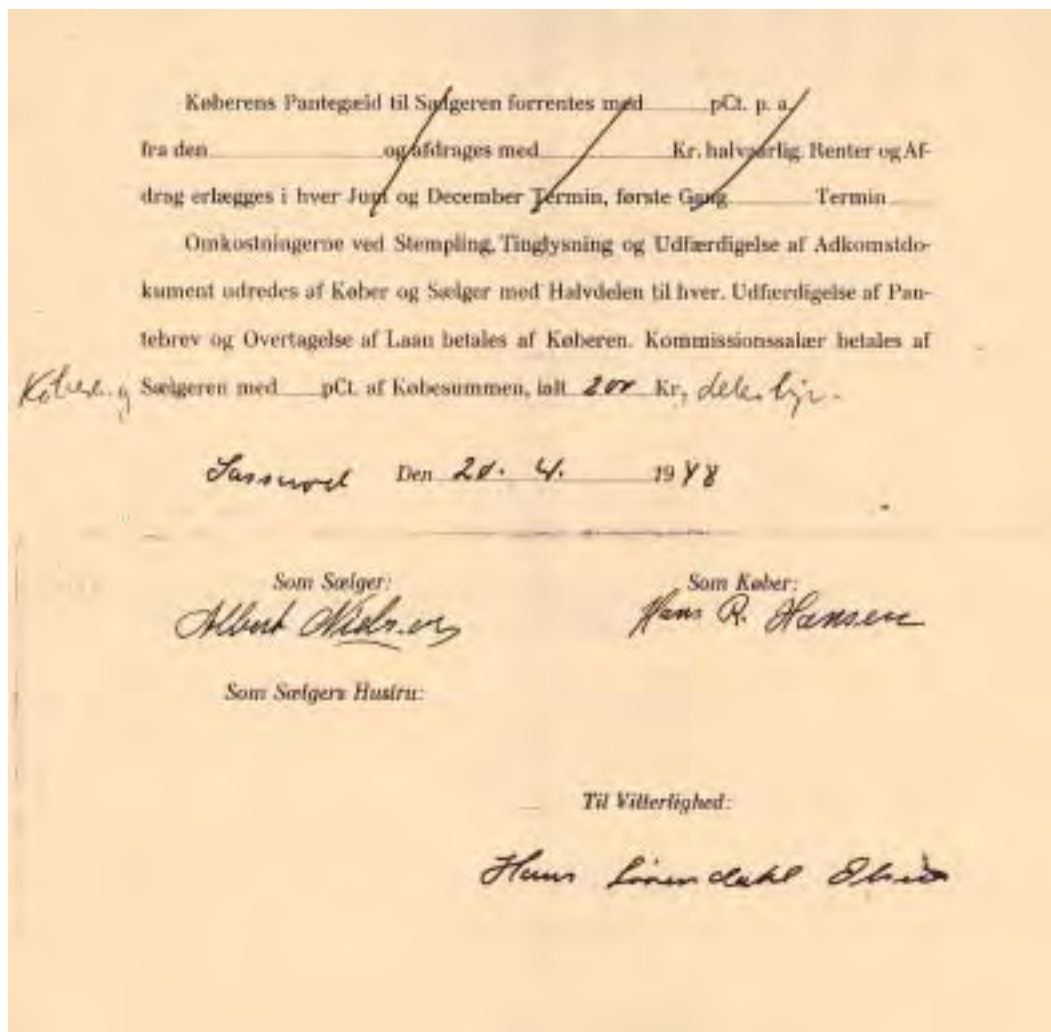 Køberens Pantegæld til Sælgeren forrentes med pCt. p. a.
fra den og afdrages med Kr. halvaarlig. Renter og Af-
drag erlægges i hver Juni og December Termin, første Gang Termin
Omkostningerne ved Stempling, Tinglysning og Udfærdigelse af Adkomstdo-
kument udredes af Køber og Sælger med Halvdelen til hver. Udfærdigelse af Pan-
tebrev og Overtagelse af Laan betales af Køberen. Kommissionssalær betales af
Sælgeren med pCt. af Købesummen, ialt 200 Kr,
Den 20. 4. 19
Som Sælger: Som Køber:
Albert Nielsen Hans R. Hansen
Som Sælgers Hustru:
Til Vitterlighed:
Hans